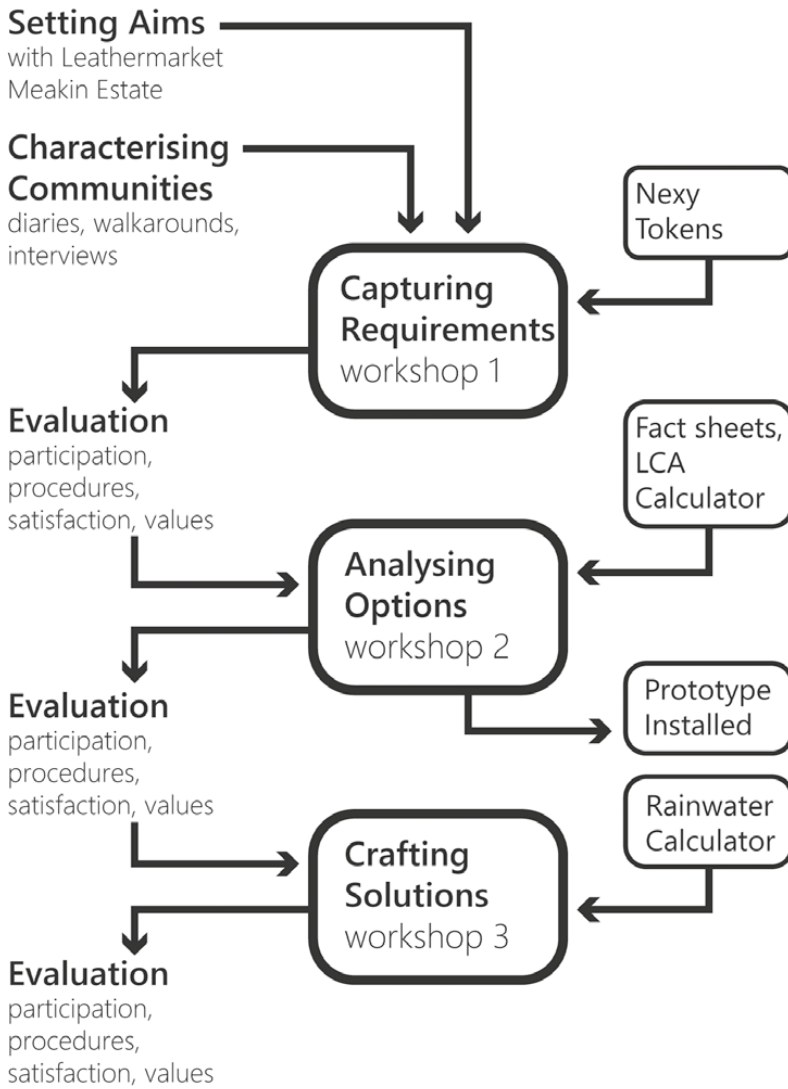 Setting Aims
with Leathermarket
Meakin Estate
Characterising
Communities
diaries, walkarounds,
interviews
Nexy
Tokens
Capturing
Requirements
workshop 1
Evaluation
participation,
procedures,
satisfaction, values
Fact sheets,
LCA
Calculator
Analysing
Options
workshop 2
Prototype
Installed
Evaluation
participation,
procedures,
satisfaction, values
Rainwater
Calculator
Crafting
Solutions
workshop 3
Evaluation
participation,
procedures,
satisfaction, values